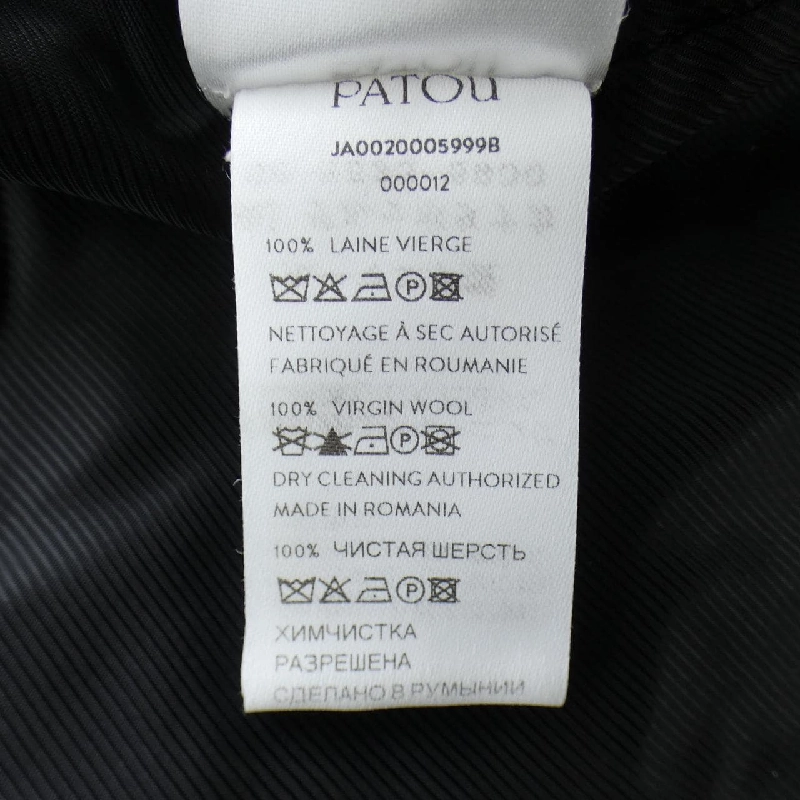 PATOU
JA0020005999B
000012
100% LAINE VIERGE
P
NETTOYAGE À SEC AUTORISÉ
FABRIQUÉ EN ROUMANIE
100% VIRGIN WOOL
P
DRY CLEANING AUTHORIZED
MADE IN ROMANIA
100% ЧИСТАЯ ШЕРСТЬ
P
ХИМЧИСТКА
РАЗРЕШЕНА
СДЕЛАНО В РУМЫНИИ